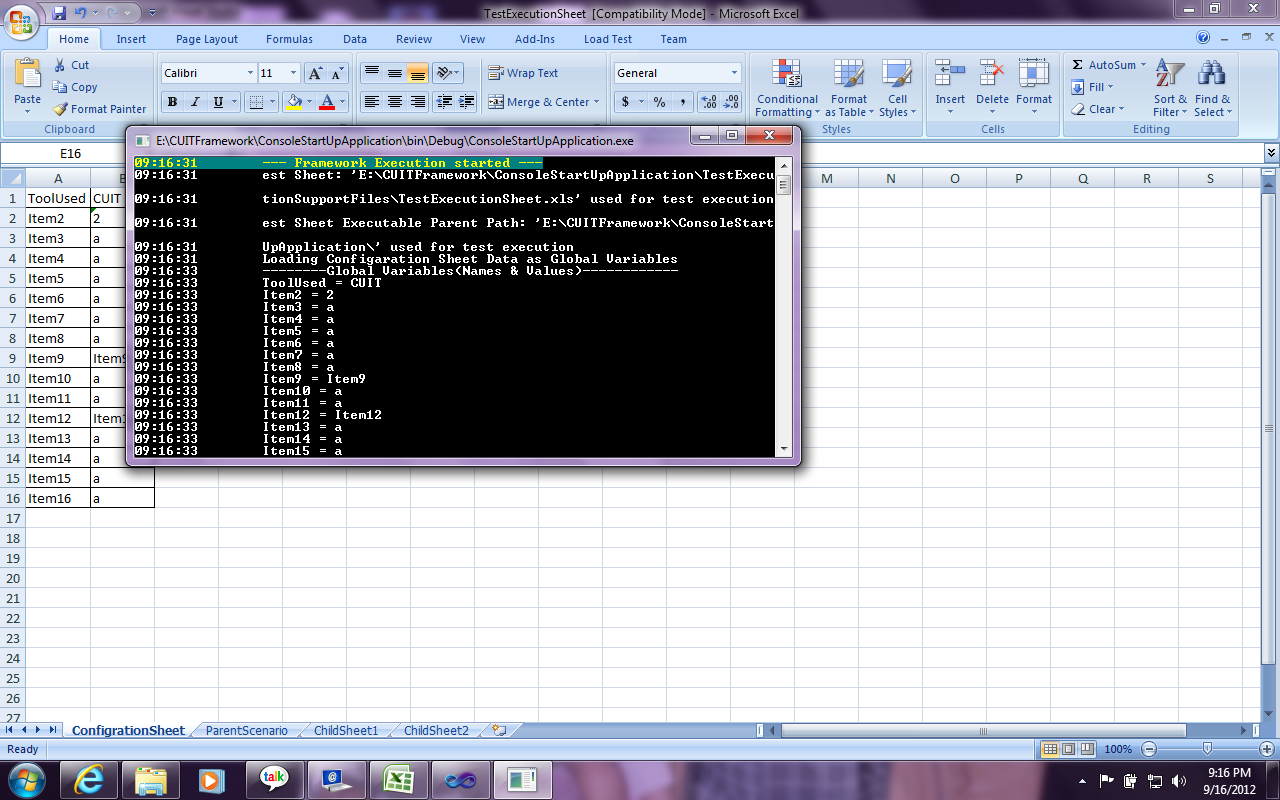 TestExecutionSheet [Compatibility Mode] - Microsoft Excel
Home Insert Page Layout Formulas Data Review View Add-Ins Load Test Team
Cut
Copy
Format Painter
Paste
Clipboard
Calibri 11
B I U A
Wrap Text
Merge & Center
General
$ % ,
Conditional Formatting
Format as Table
Cell Styles
Styles
Insert Delete Format
Cells
Σ AutoSum
Fill
Clear
Sort & Filter
Find & Select
Editing
E16
E:\CUITFramework\ConsoleStartUpApplication\bin\Debug\ConsoleStartUpApplication.exe
09:16:31 --- Framework Execution started ---
09:16:31 est Sheet: 'E:\CUITFramework\ConsoleStartUpApplication\TestExecu
09:16:31 tionSupportFiles\TestExecutionSheet.xls' used for test execution
09:16:31 est Sheet Executable Parent Path: 'E:\CUITFramework\ConsoleStart
09:16:31 UpApplication\' used for test execution
09:16:31 Loading Configaration Sheet Data as Global Variables
09:16:33 --------Global Variables(Names & Values)------------
09:16:33 ToolUsed = CUIT
09:16:33 Item2 = 2
09:16:33 Item3 = a
09:16:33 Item4 = a
09:16:33 Item5 = a
09:16:33 Item6 = a
09:16:33 Item7 = a
09:16:33 Item8 = a
09:16:33 Item9 = Item9
09:16:33 Item10 = a
09:16:33 Item11 = a
09:16:33 Item12 = Item12
09:16:33 Item13 = a
09:16:33 Item14 = a
09:16:33 Item15 = a
A M N O P Q R S
1 ToolUsed CUIT
2 Item2 2
3 Item3 a
4 Item4 a
5 Item5 a
6 Item6 a
7 Item7 a
8 Item8 a
9 Item9
10 Item10 a
11 Item11 a
12 Item12
13 Item13 a
14 Item14 a
15 Item15 a
16 Item16 a
17
18
19
20
21
22
23
24
25
26
27
ConfigrationSheet ParentScenario ChildSheet1 ChildSheet2
Ready 100%
talk
9:16 PM
9/16/2012